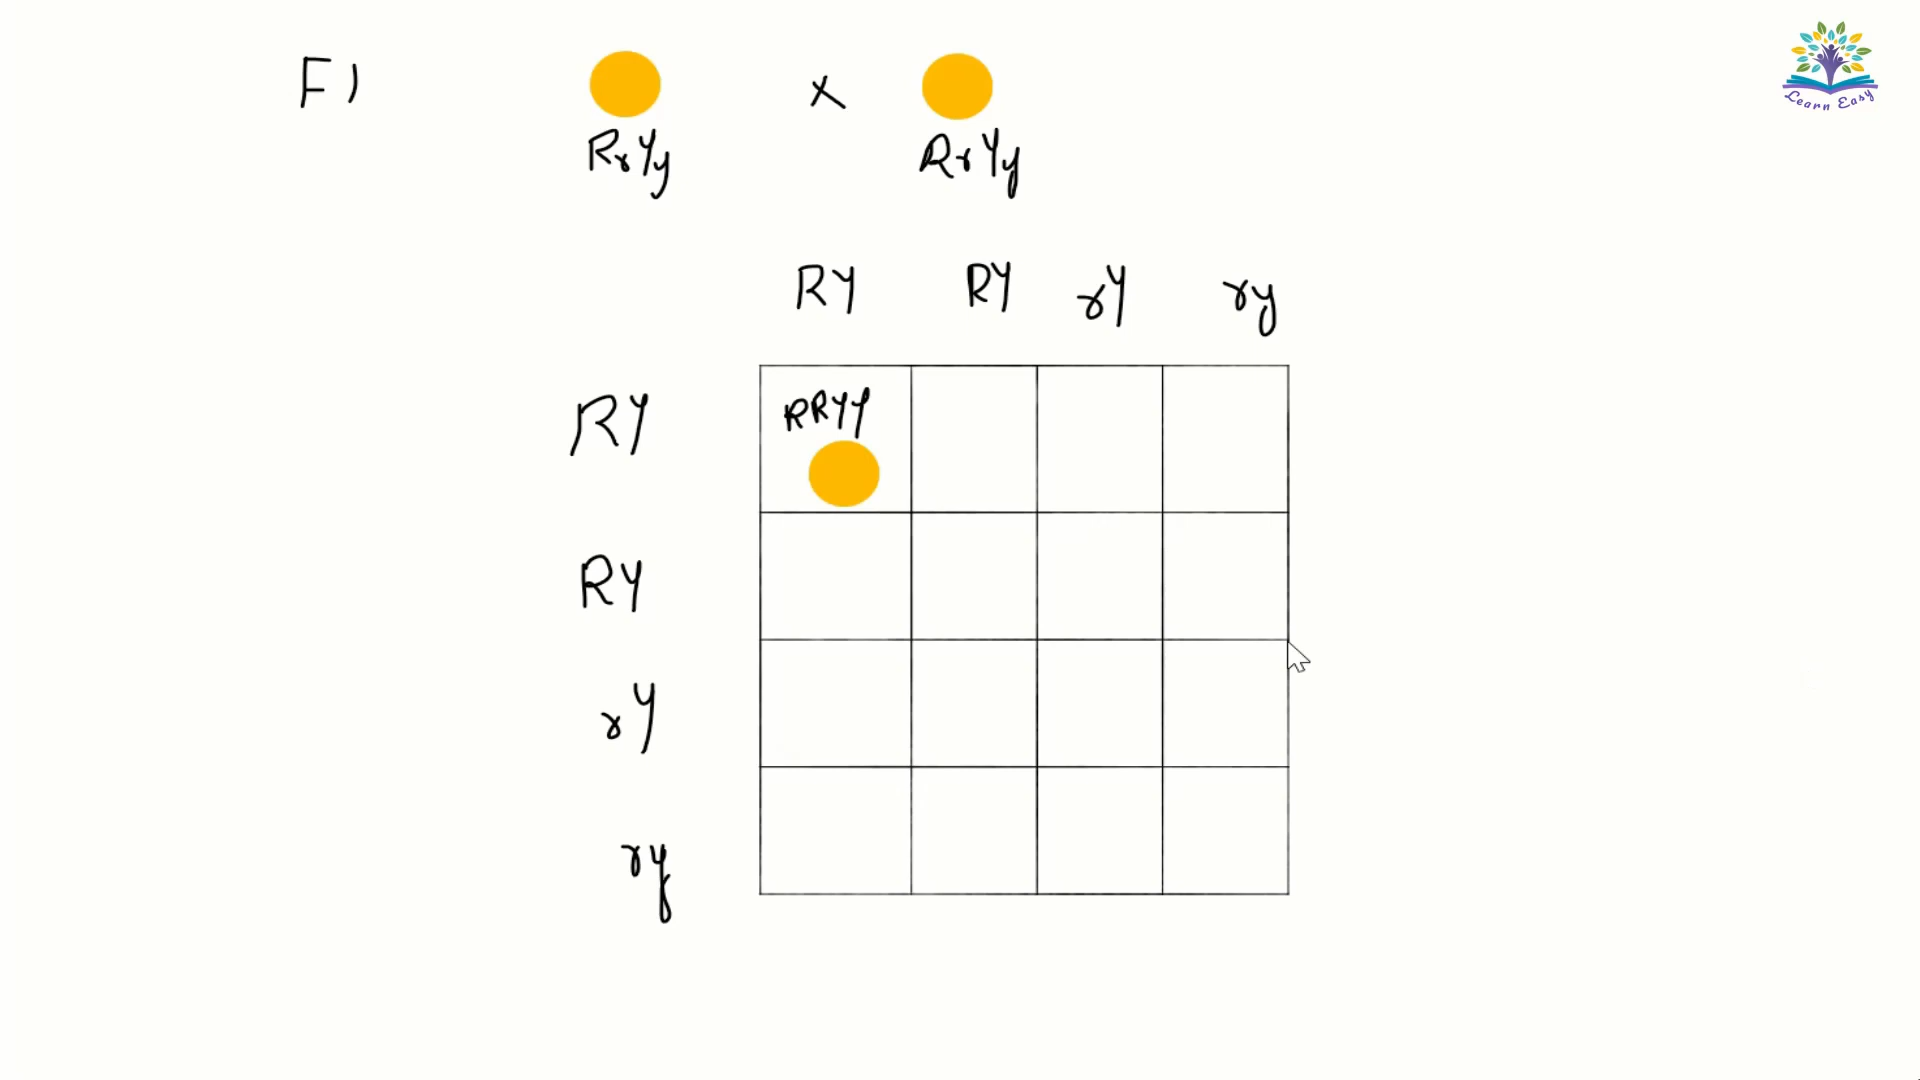 F1 × 
RrYy RrYy
RY RY rY ry
RY RRYY
RY
rY
ry
Learn Easy